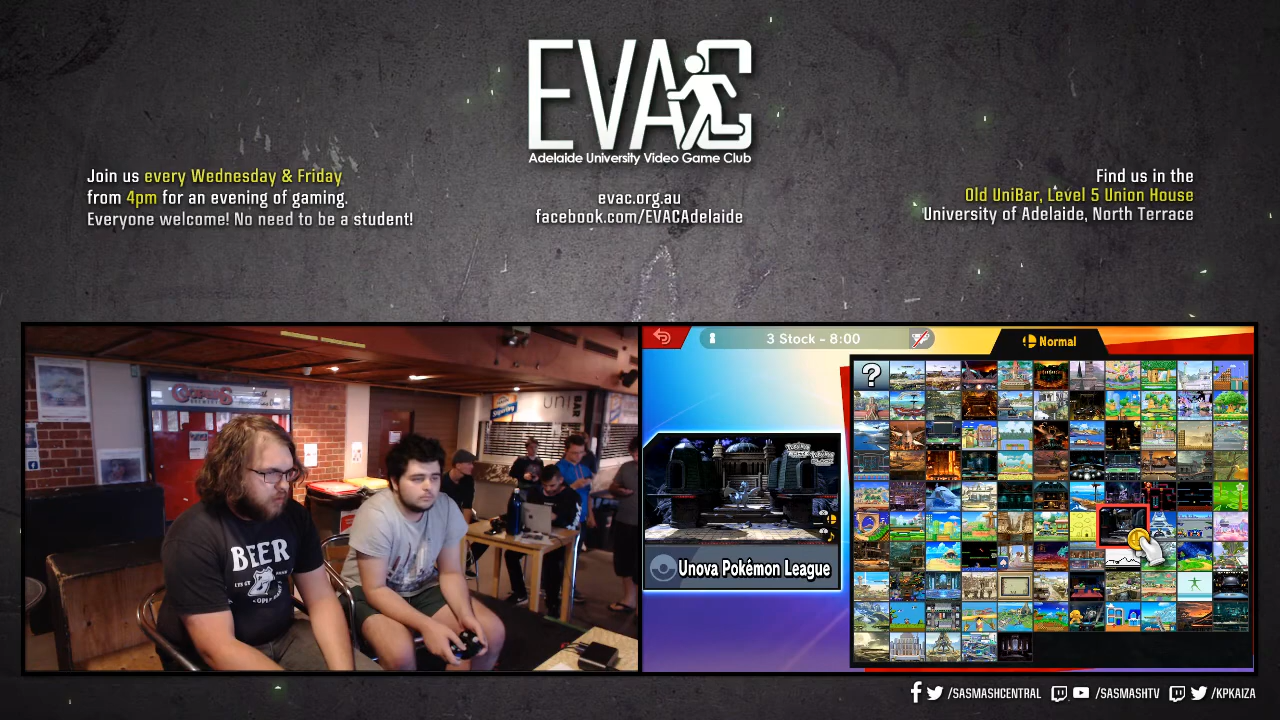 EVAC
Adelaide University Video Game Club
Join us every Wednesday & Friday
from 4pm for an evening of gaming.
Everyone welcome! No need to be a student!
evac.org.au
facebook.com/EVACAdelaide
Find us in the
Old UniBar, Level 5 Union House
University of Adelaide, North Terrace
3 Stock - 8:00
Normal
?
Unova Pokémon League
BEER
UNIBAR
/SASMASHCENTRAL
/SASMASHTV
/KPKAIZA